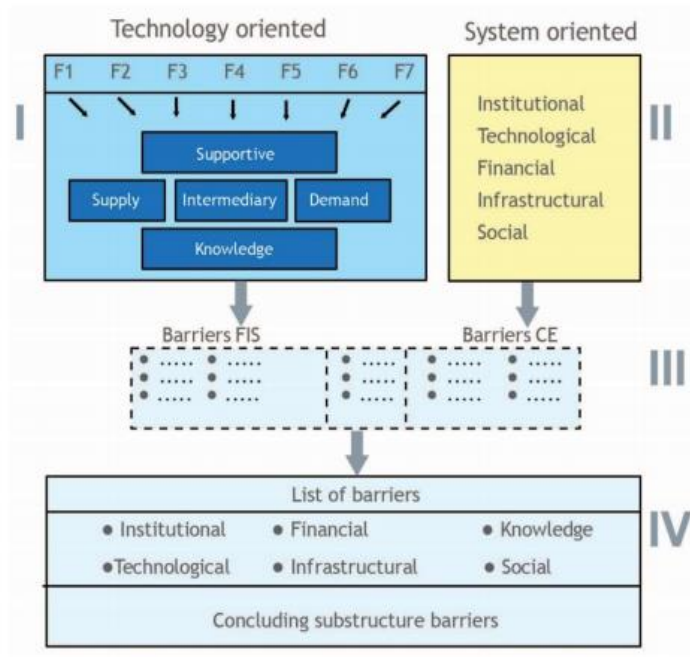 Technology oriented
System oriented
F1 F2 F3 F4 F5 F6 F7
I
Supportive
Supply Intermediary Demand
Knowledge
Institutional
Technological
Financial
Infrastructural
Social
II
Barriers FIS
Barriers CE
● ..... ● ..... ● ..... ● ..... ● .....
● ..... ● ..... ● ..... ● ..... ● .....
● ..... ● ..... ● ..... ● ..... ● .....
III
List of barriers
● Institutional ● Financial ● Knowledge
●Technological ● Infrastructural ● Social
IV
Concluding substructure barriers